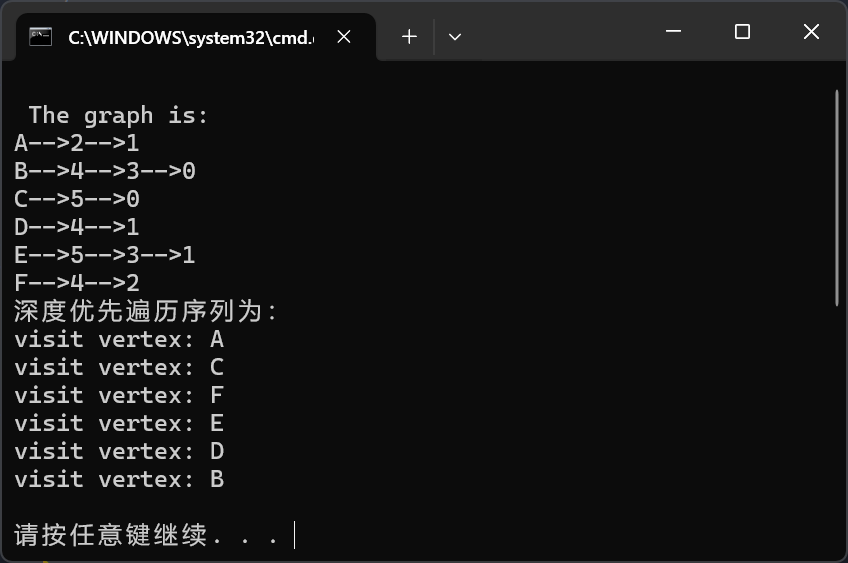 C:\WINDOWS\system32\cmd.
The graph is:
A-->2-->1
B-->4-->3-->0
C-->5-->0
D-->4-->1
E-->5-->3-->1
F-->4-->2
深度优先遍历序列为:
visit vertex: A
visit vertex: C
visit vertex: F
visit vertex: E
visit vertex: D
visit vertex: B
请按任意键继续. . .